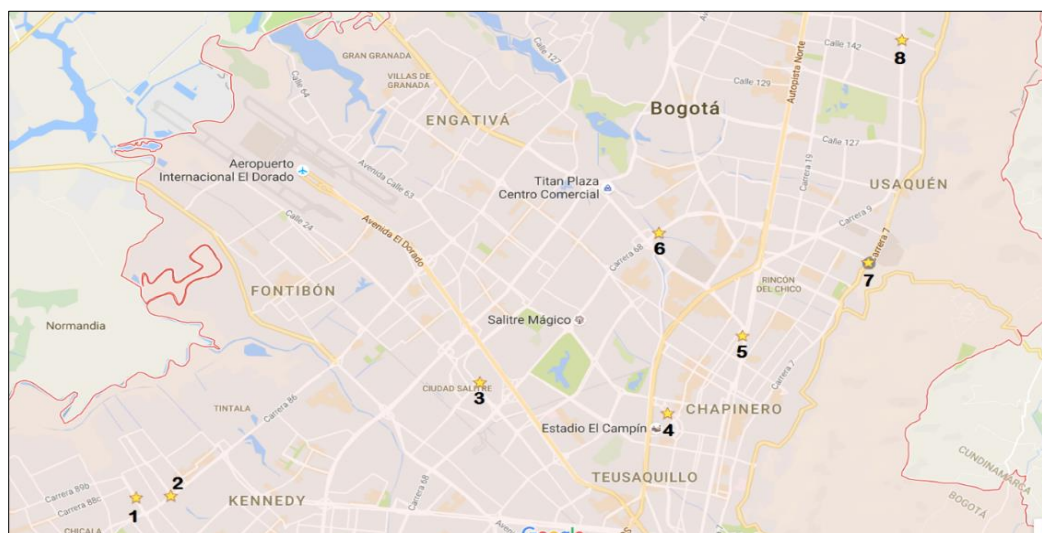 Calle 127
Calle 142
8
GRAN GRANADA
Autopista Norte
VILLAS DE
GRANADA
Calle 129
Calle 64
Bogotá
ENGATIVÁ
Calle 127
Carrera 19
Aeropuerto
Internacional El Dorado
Avenida Calle 63
Titan Plaza
Centro Comercial
USAQUÉN
Carrera 9
Calle 24
Avenida El Dorado
Carrera 68
6
Carrera 7
7
RINCÓN
DEL CHICO
FONTIBÓN
Normandia
Salitre Mágico
5
Carrera 7
CIUDAD SALITRE
3
TINTALA
Carrera 86
CHAPINERO
Estadio El Campín
4
CUNDINAMARCA
BOGOTÁ
TEUSAQUILLO
Carrera 68
Carrera 89b
Carrera 88c
2
1
KENNEDY
CHICALA
Google